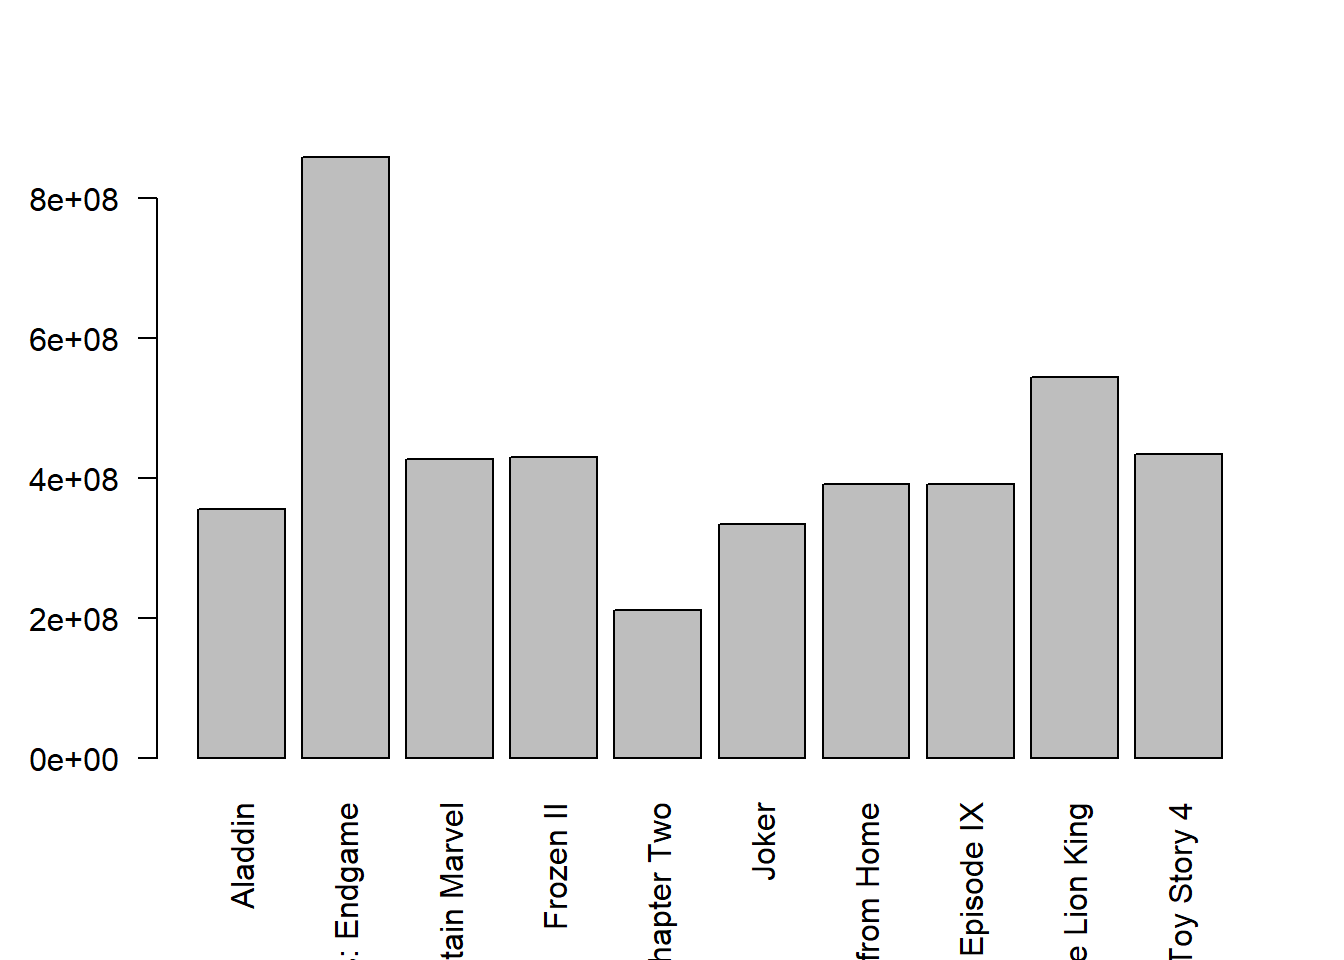 8e+08
6e+08
4e+08
2e+08
0e+00
Aladdin
: Endgame
tain Marvel
Frozen II
hapter Two
Joker
from Home
Episode IX
e Lion King
Toy Story 4